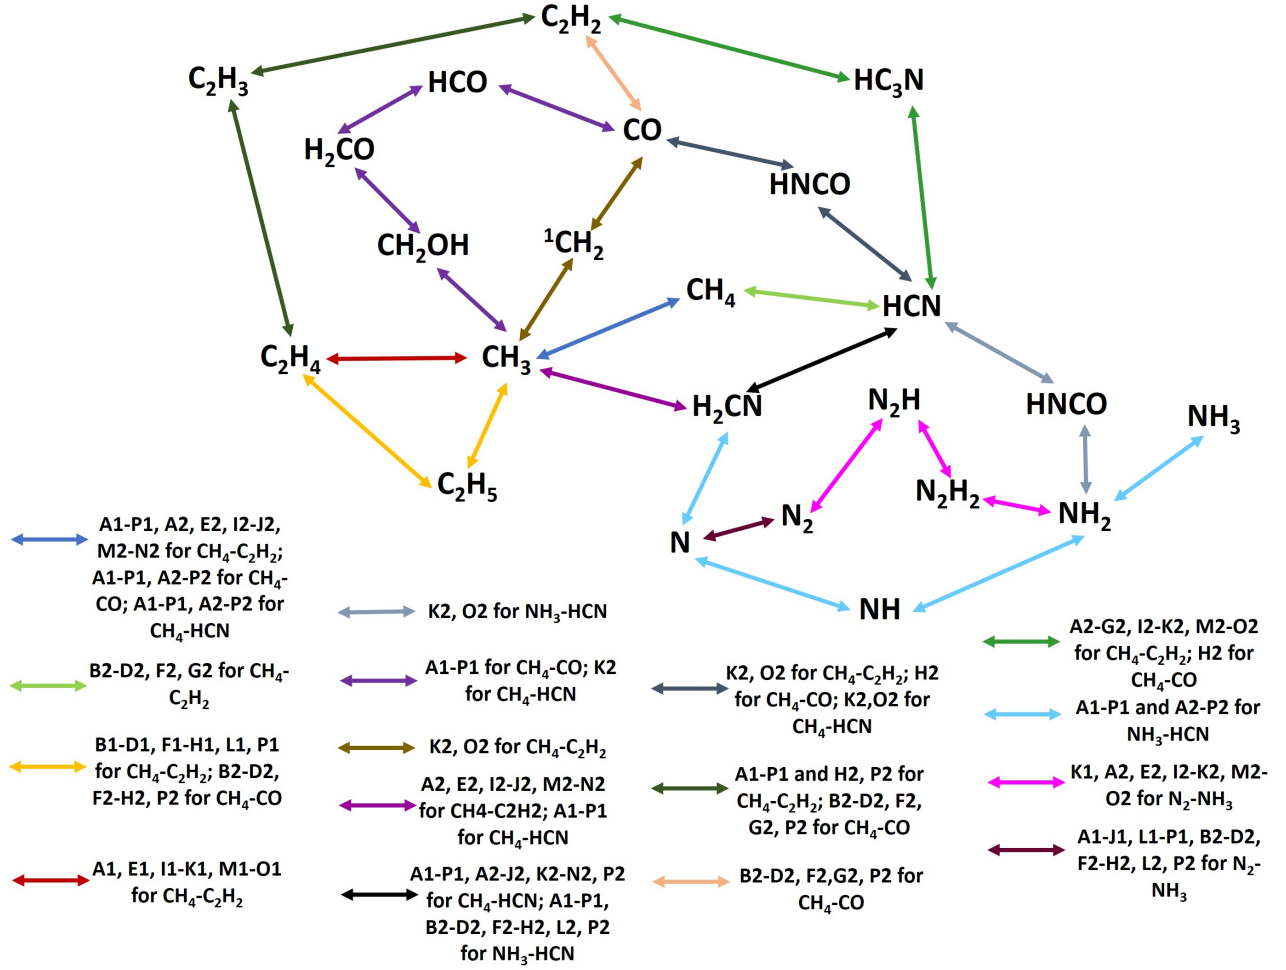 C₂H₂
C₂H₃
HCO
HC₃N
CO
H₂CO
HNCO
CH₂OH
¹CH₂
CH₄
HCN
C₂H₄
CH₃
H₂CN
N₂H
HNCO
NH₃
C₂H₅
N₂H₂
N₂
NH₂
N
NH
A1-P1, A2, E2, I2-J2,
M2-N2 for CH₄-C₂H₂;
A1-P1, A2-P2 for CH₄-
CO; A1-P1, A2-P2 for
CH₄-HCN
B2-D2, F2, G2 for CH₄-
C₂H₂
B1-D1, F1-H1, L1, P1
for CH₄-C₂H₂; B2-D2,
F2-H2, P2 for CH₄-CO
A1, E1, I1-K1, M1-O1
for CH₄-C₂H₂
K2, O2 for NH₃-HCN
A1-P1 for CH₄-CO; K2
for CH₄-HCN
K2, O2 for CH₄-C₂H₂
A2, E2, I2-J2, M2-N2
for CH4-C2H2; A1-P1
for CH₄-HCN
A1-P1, A2-J2, K2-N2, P2
for CH₄-HCN; A1-P1,
B2-D2, F2-H2, L2, P2
for NH₃-HCN
K2, O2 for CH₄-C₂H₂; H2
for CH₄-CO; K2,O2 for
CH₄-HCN
A1-P1 and H2, P2 for
CH₄-C₂H₂; B2-D2, F2,
G2, P2 for CH₄-CO
B2-D2, F2,G2, P2 for
CH₄-CO
A2-G2, I2-K2, M2-O2
for CH₄-C₂H₂; H2 for
CH₄-CO
A1-P1 and A2-P2 for
NH₃-HCN
K1, A2, E2, I2-K2, M2-
O2 for N₂-NH₃
A1-J1, L1-P1, B2-D2,
F2-H2, L2, P2 for N₂-
NH₃